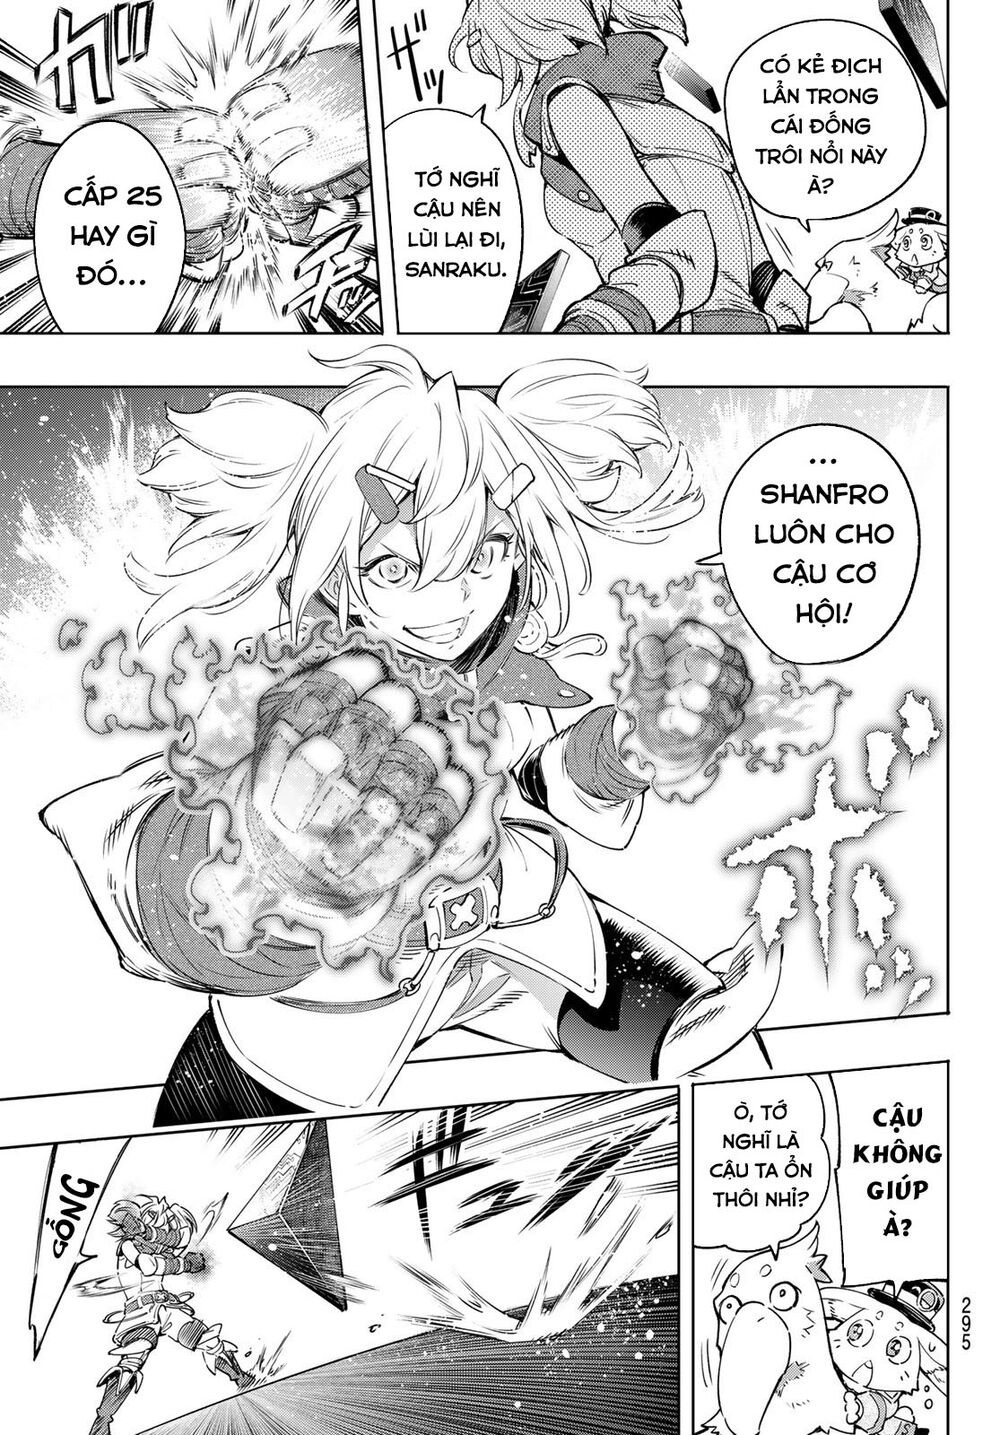 CÓ KẺ ĐỊCH
LẨN TRONG
CÁI ĐỐNG
TRÔI NỔI NÀY
À?
TỚ NGHĨ
CẬU NÊN
LÙI LẠI ĐI,
SANRAKU.
CẤP 25
HAY GÌ
ĐÓ...
...
SHANFRO
LUÔN CHO
CẬU CƠ
HỘI!
CẬU
KHÔNG
GIÚP
À?
Ò, TỚ
NGHĨ LÀ
CẬU TA ỔN
THÔI NHỈ?
GỒNG
295